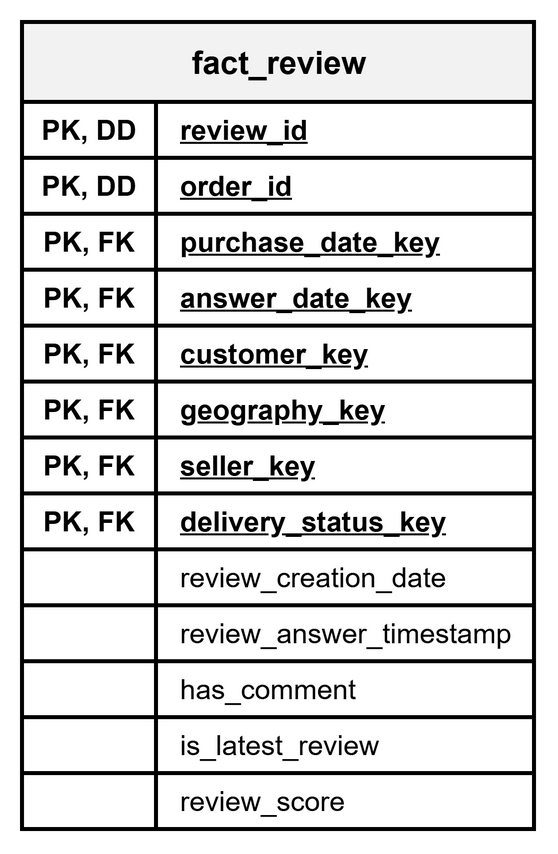 fact_review
PK, DD review_id
PK, DD order_id
PK, FK purchase_date_key
PK, FK answer_date_key
PK, FK customer_key
PK, FK geography_key
PK, FK seller_key
PK, FK delivery_status_key
review_creation_date
review_answer_timestamp
has_comment
is_latest_review
review_score